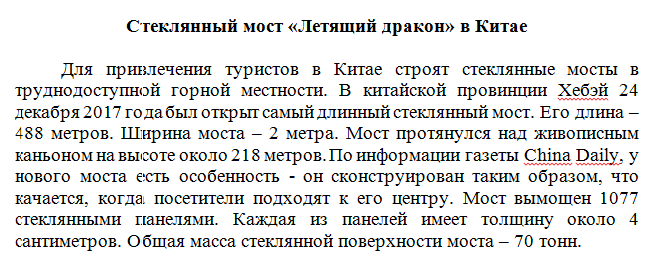 Стеклянный мост «Летящий дракон» в Китае
Для привлечения туристов в Китае строят стеклянные мосты в
труднодоступной горной местности. В китайской провинции Хебэй 24
декабря 2017 года был открыт самый длинный стеклянный мост. Его длина –
488 метров. Ширина моста – 2 метра. Мост протянулся над живописным
каньоном на высоте около 218 метров. По информации газеты China Daily, у
нового моста есть особенность - он сконструирован таким образом, что
качается, когда посетители подходят к его центру. Мост вымощен 1077
стеклянными панелями. Каждая из панелей имеет толщину около 4
сантиметров. Общая масса стеклянной поверхности моста – 70 тонн.